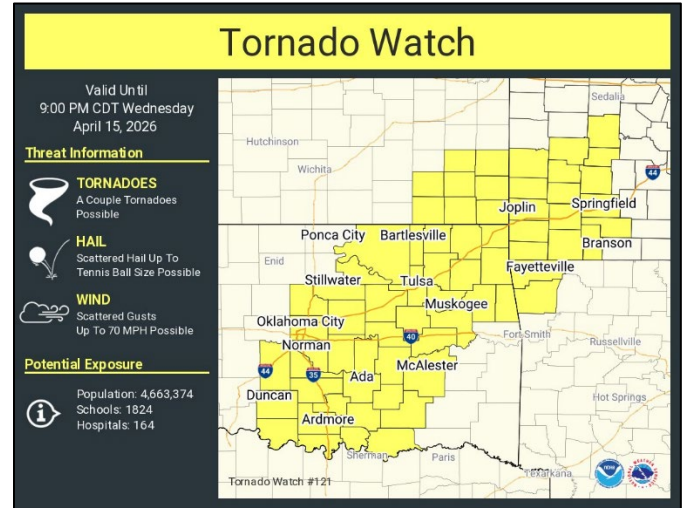 Tornado Watch
Valid Until
9:00 PM CDT Wednesday
April 15, 2026
Threat Information
TORNADOES
A Couple Tornadoes
Possible
HAIL
Scattered Hail Up To
Tennis Ball Size Possible
WIND
Scattered Gusts
Up To 70 MPH Possible
Potential Exposure
Population: 4,663,374
Schools: 1824
Hospitals: 164
Sedalia
Hutchinson
Wichita
44
Joplin
Springfield
Ponca City
Bartlesville
Branson
Enid
Fayetteville
Stillwater
Tulsa
Muskogee
Oklahoma City
Fort Smith
Russellville
Norman
40
44
35
Ada
McAlester
Duncan
Hot Springs
Ardmore
Sherman
Paris
Texarkana
Tornado Watch #121